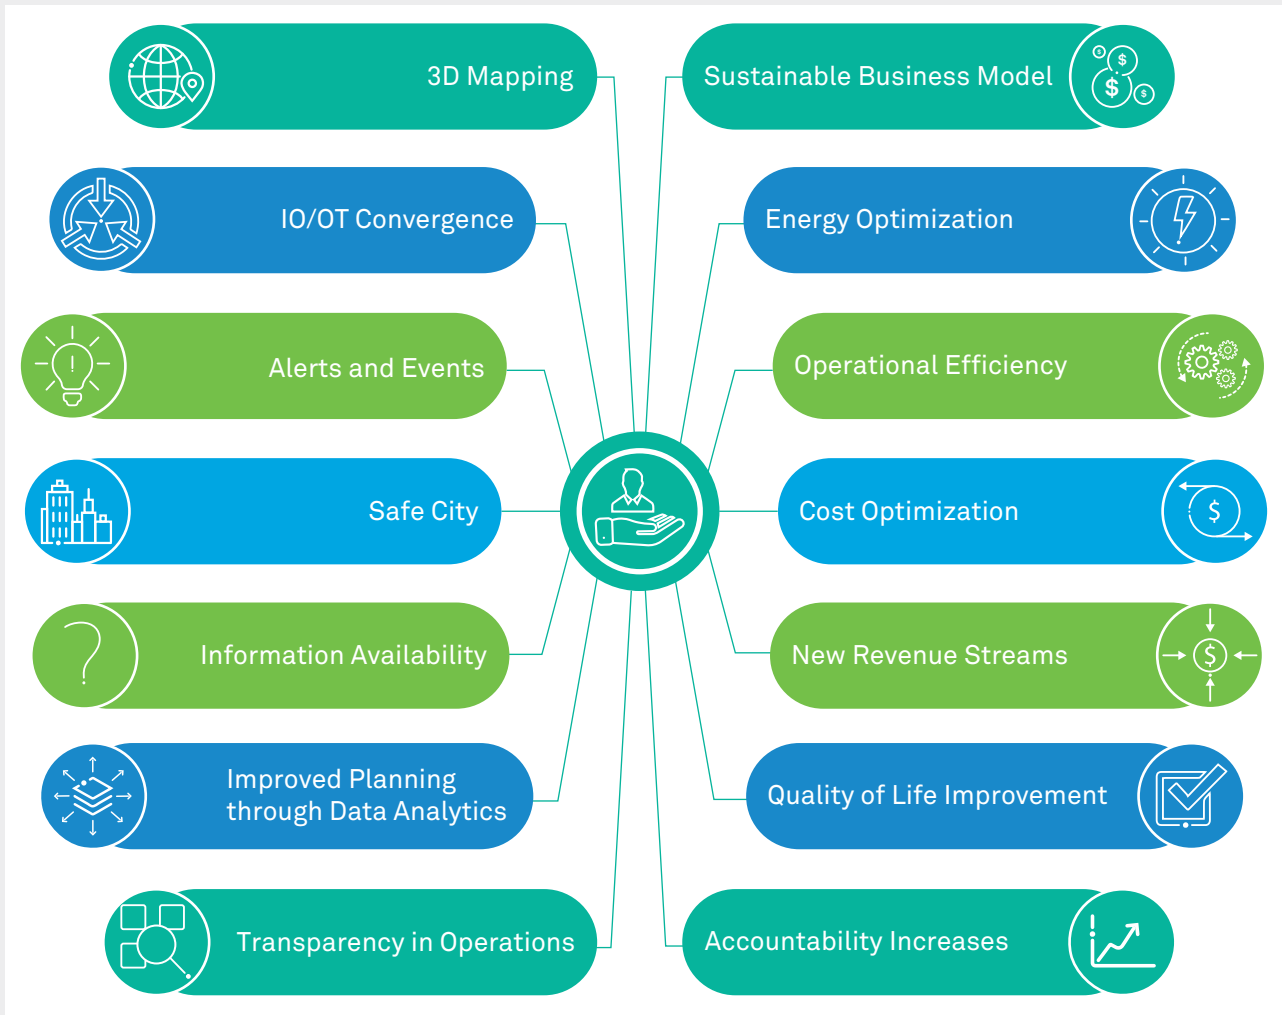 3D Mapping
Sustainable Business Model
IO/OT Convergence
Energy Optimization
Alerts and Events
Operational Efficiency
Safe City
Cost Optimization
Information Availability
New Revenue Streams
Improved Planning
through Data Analytics
Quality of Life Improvement
Transparency in Operations
Accountability Increases